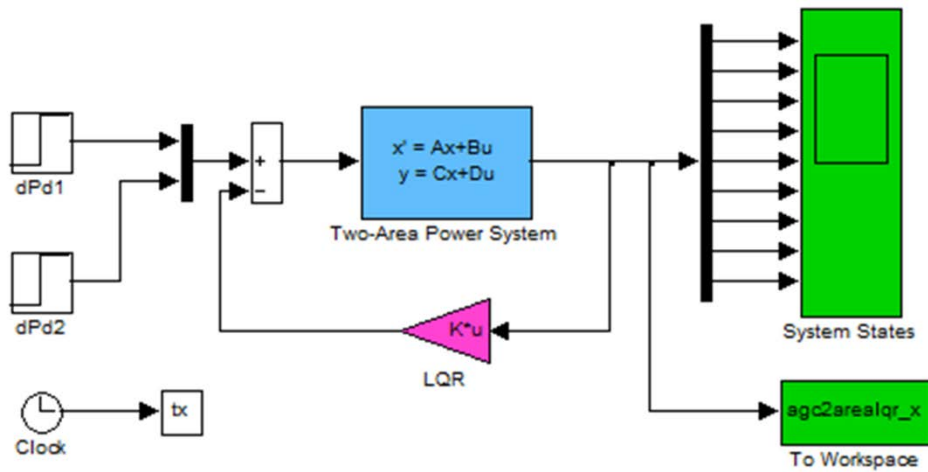 dPd1
dPd2
Clock
tx
+
−
x' = Ax+Bu
y = Cx+Du
Two-Area Power System
K*u
LQR
System States
agc2arealqr_x
To Workspace